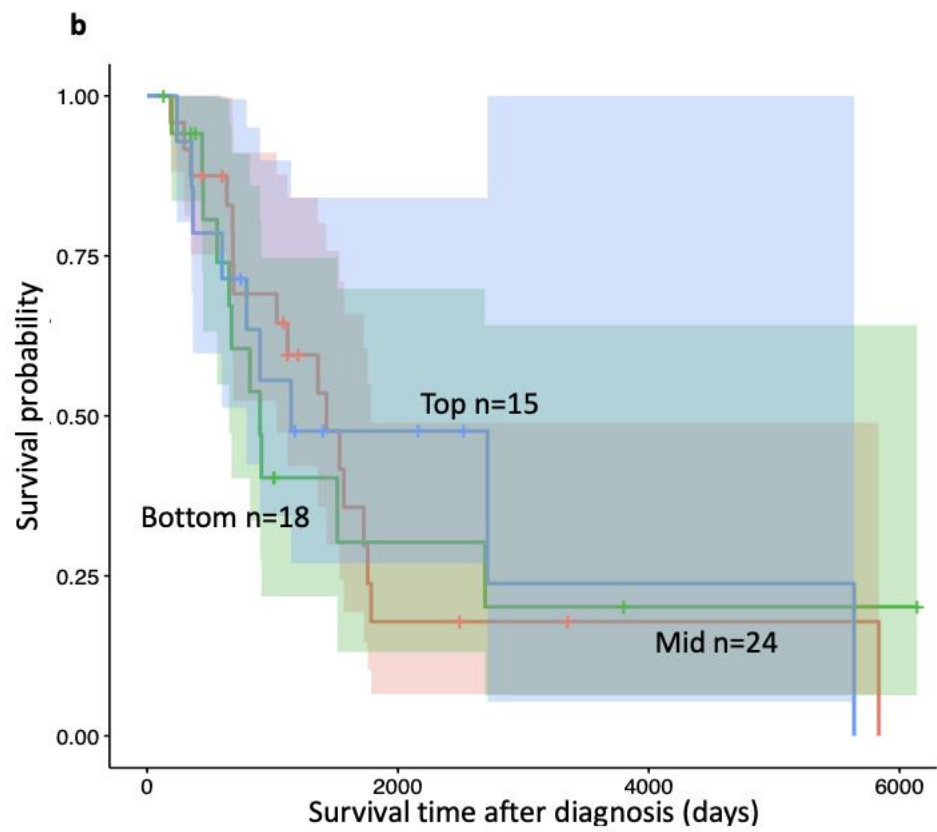 b
1.00
0.75
0.50
0.25
0.00
Survival probability
Top n=15
Bottom n=18
Mid n=24
0
2000
4000
6000
Survival time after diagnosis (days)